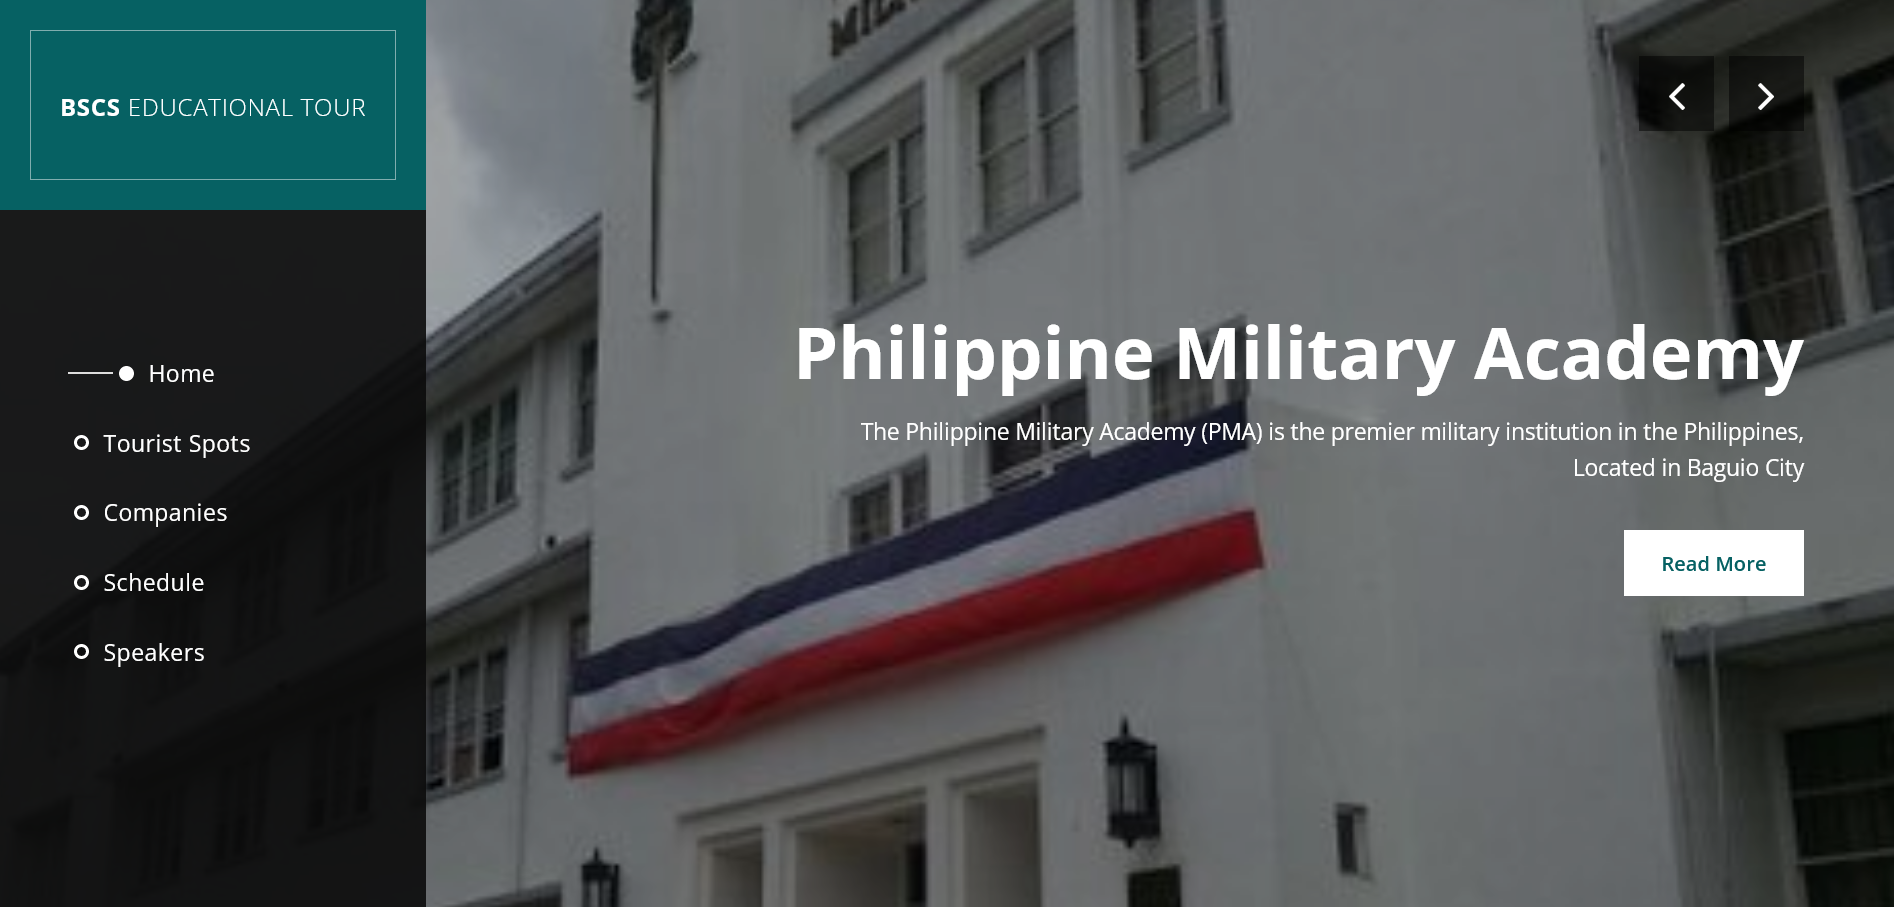 BSCS EDUCATIONAL TOUR
Home
Tourist Spots
Companies
Schedule
Speakers
Philippine Military Academy
The Philippine Military Academy (PMA) is the premier military institution in the Philippines,
Located in Baguio City
Read More